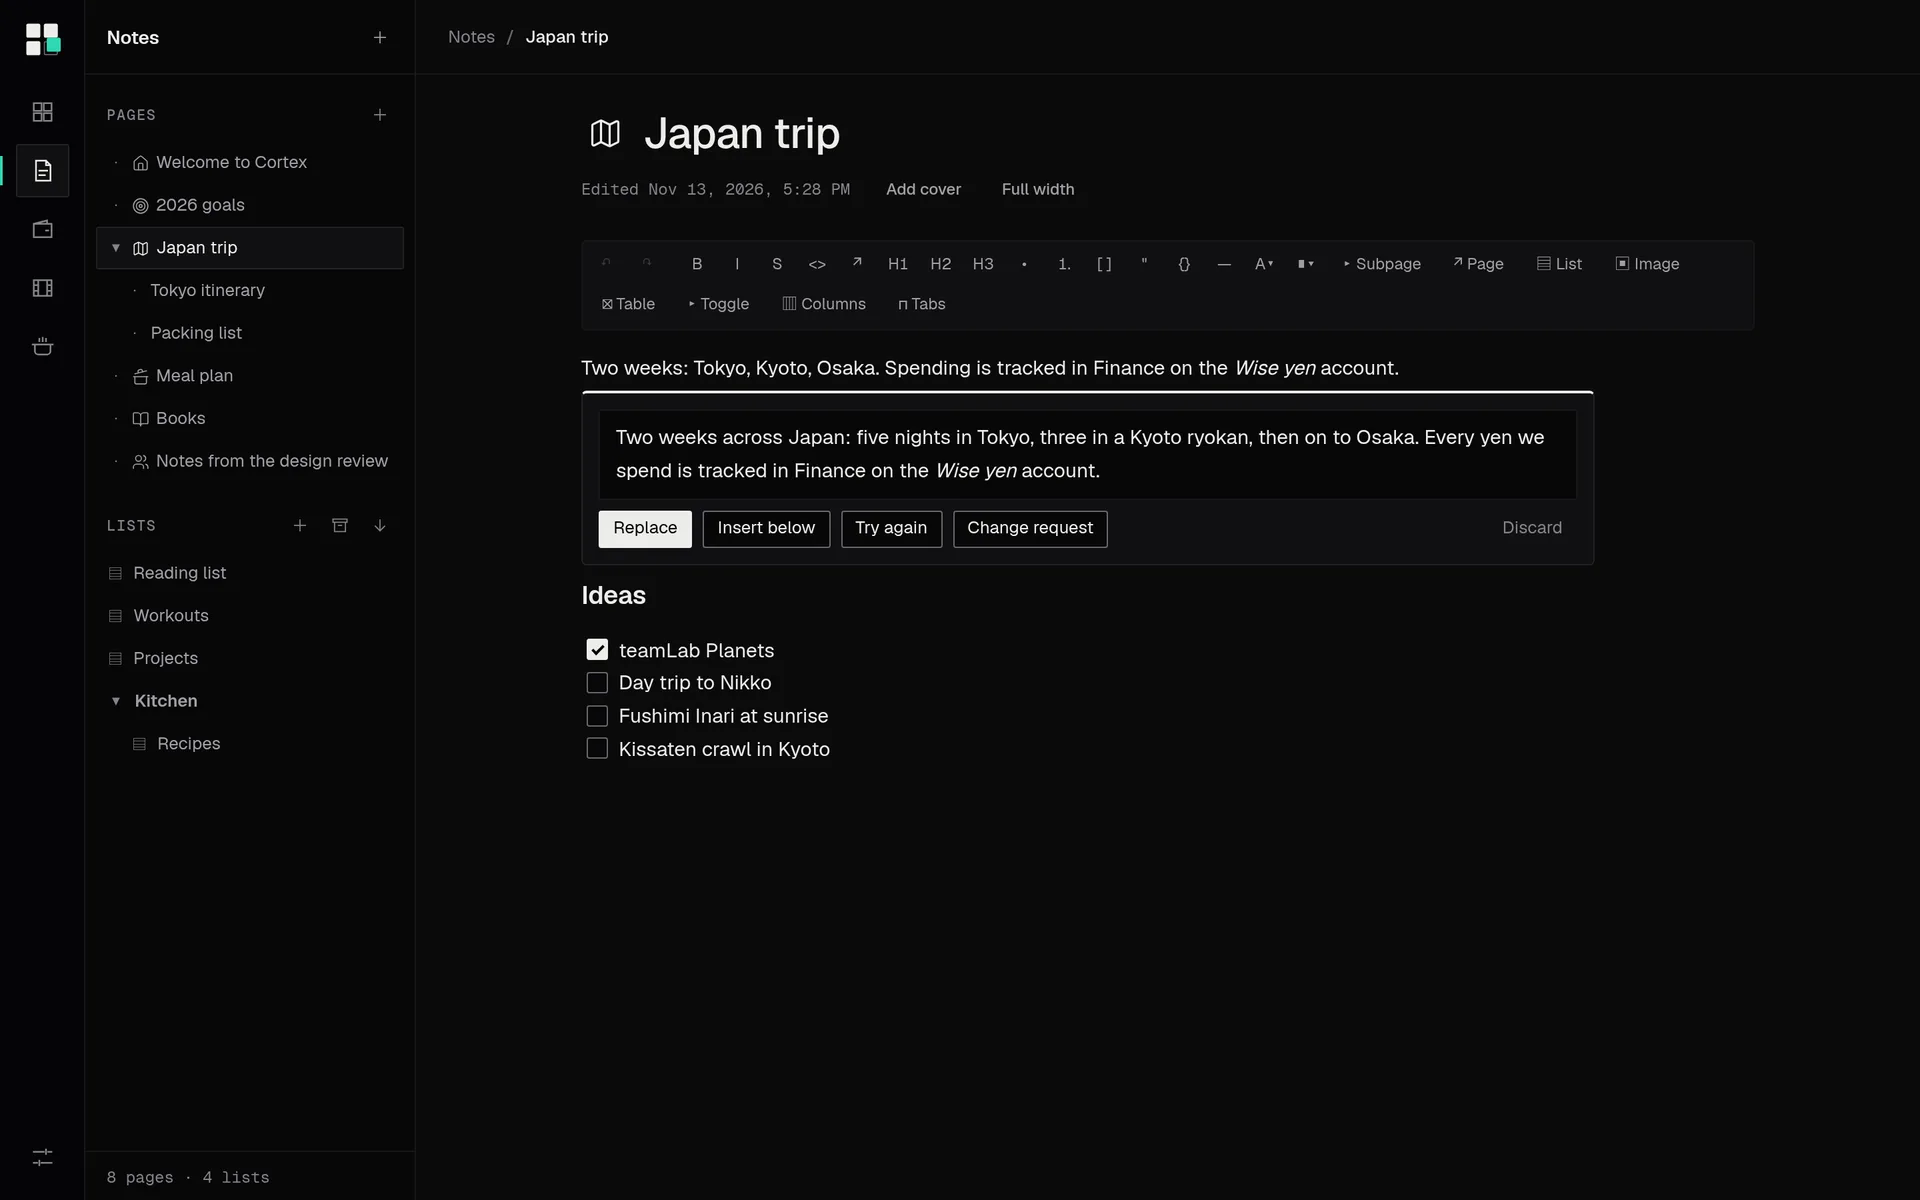 Notes +
PAGES +
Welcome to Cortex
2026 goals
Japan trip
Tokyo itinerary
Packing list
Meal plan
Books
Notes from the design review
LISTS + ↓
Reading list
Workouts
Projects
Kitchen
Recipes
8 pages · 4 lists
Notes / Japan trip
Japan trip
Edited Nov 13, 2026, 5:28 PM Add cover Full width
B I S <> ↗ H1 H2 H3 • 1. [] " {} — A▾ ▸ Subpage ↗ Page List Image
Table ▸ Toggle Columns Tabs
Two weeks: Tokyo, Kyoto, Osaka. Spending is tracked in Finance on the Wise yen account.
Two weeks across Japan: five nights in Tokyo, three in a Kyoto ryokan, then on to Osaka. Every yen we
spend is tracked in Finance on the Wise yen account.
Replace Insert below Try again Change request Discard
Ideas
teamLab Planets
Day trip to Nikko
Fushimi Inari at sunrise
Kissaten crawl in Kyoto